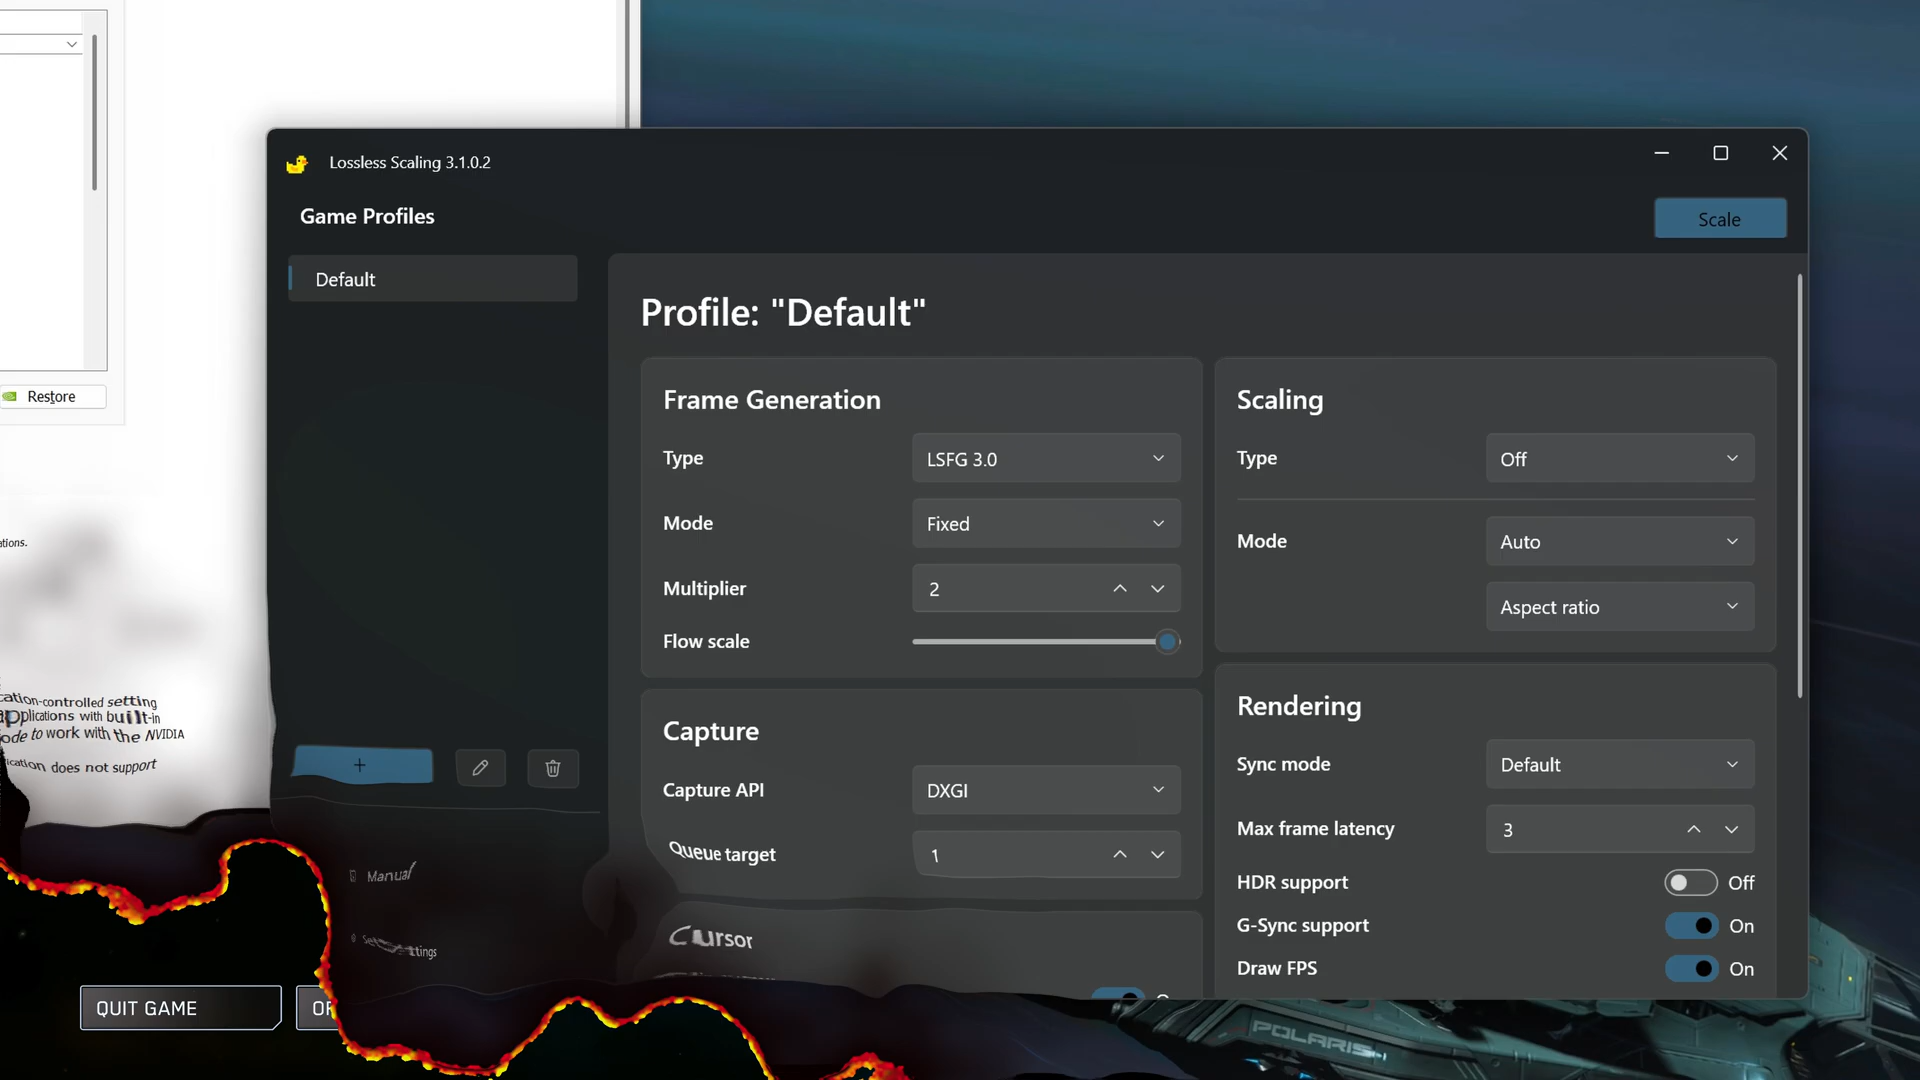 Restore
ations.
cation-controlled setting
applications with built-in
ode to work with the NVIDIA
ication does not support
Lossless Scaling 3.1.0.2
Game Profiles
Scale
Default
Profile: "Default"
Frame Generation
Type
LSFG 3.0
Mode
Fixed
Multiplier
2
Flow scale
Capture
Capture API
DXGI
Queue target
1
Cursor
Scaling
Type
Off
Mode
Auto
Aspect ratio
Rendering
Sync mode
Default
Max frame latency
3
HDR support
Off
G-Sync support
On
Draw FPS
On
Manual
QUIT GAME
POLARIS